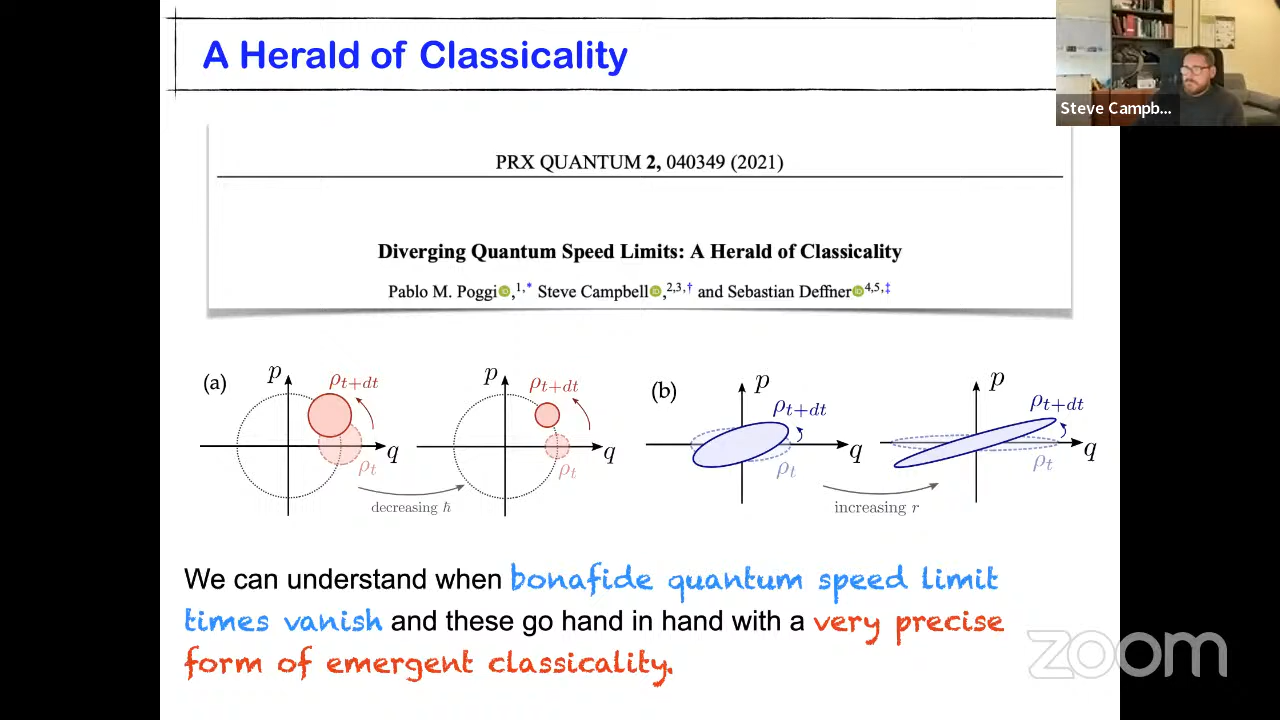 A Herald of Classicality
Steve Campb...
PRX QUANTUM 2, 040349 (2021)
Diverging Quantum Speed Limits: A Herald of Classicality
Pablo M. Poggi,1,* Steve Campbell,2,3,† and Sebastian Deffner4,5,‡
(a) p ρt+dt q ρt
p ρt+dt q ρt
decreasing ħ
(b) p ρt+dt q ρt
p ρt+dt q ρt
increasing r
We can understand when bonafide quantum speed limit
times vanish and these go hand in hand with a very precise
form of emergent classicality.
zoom